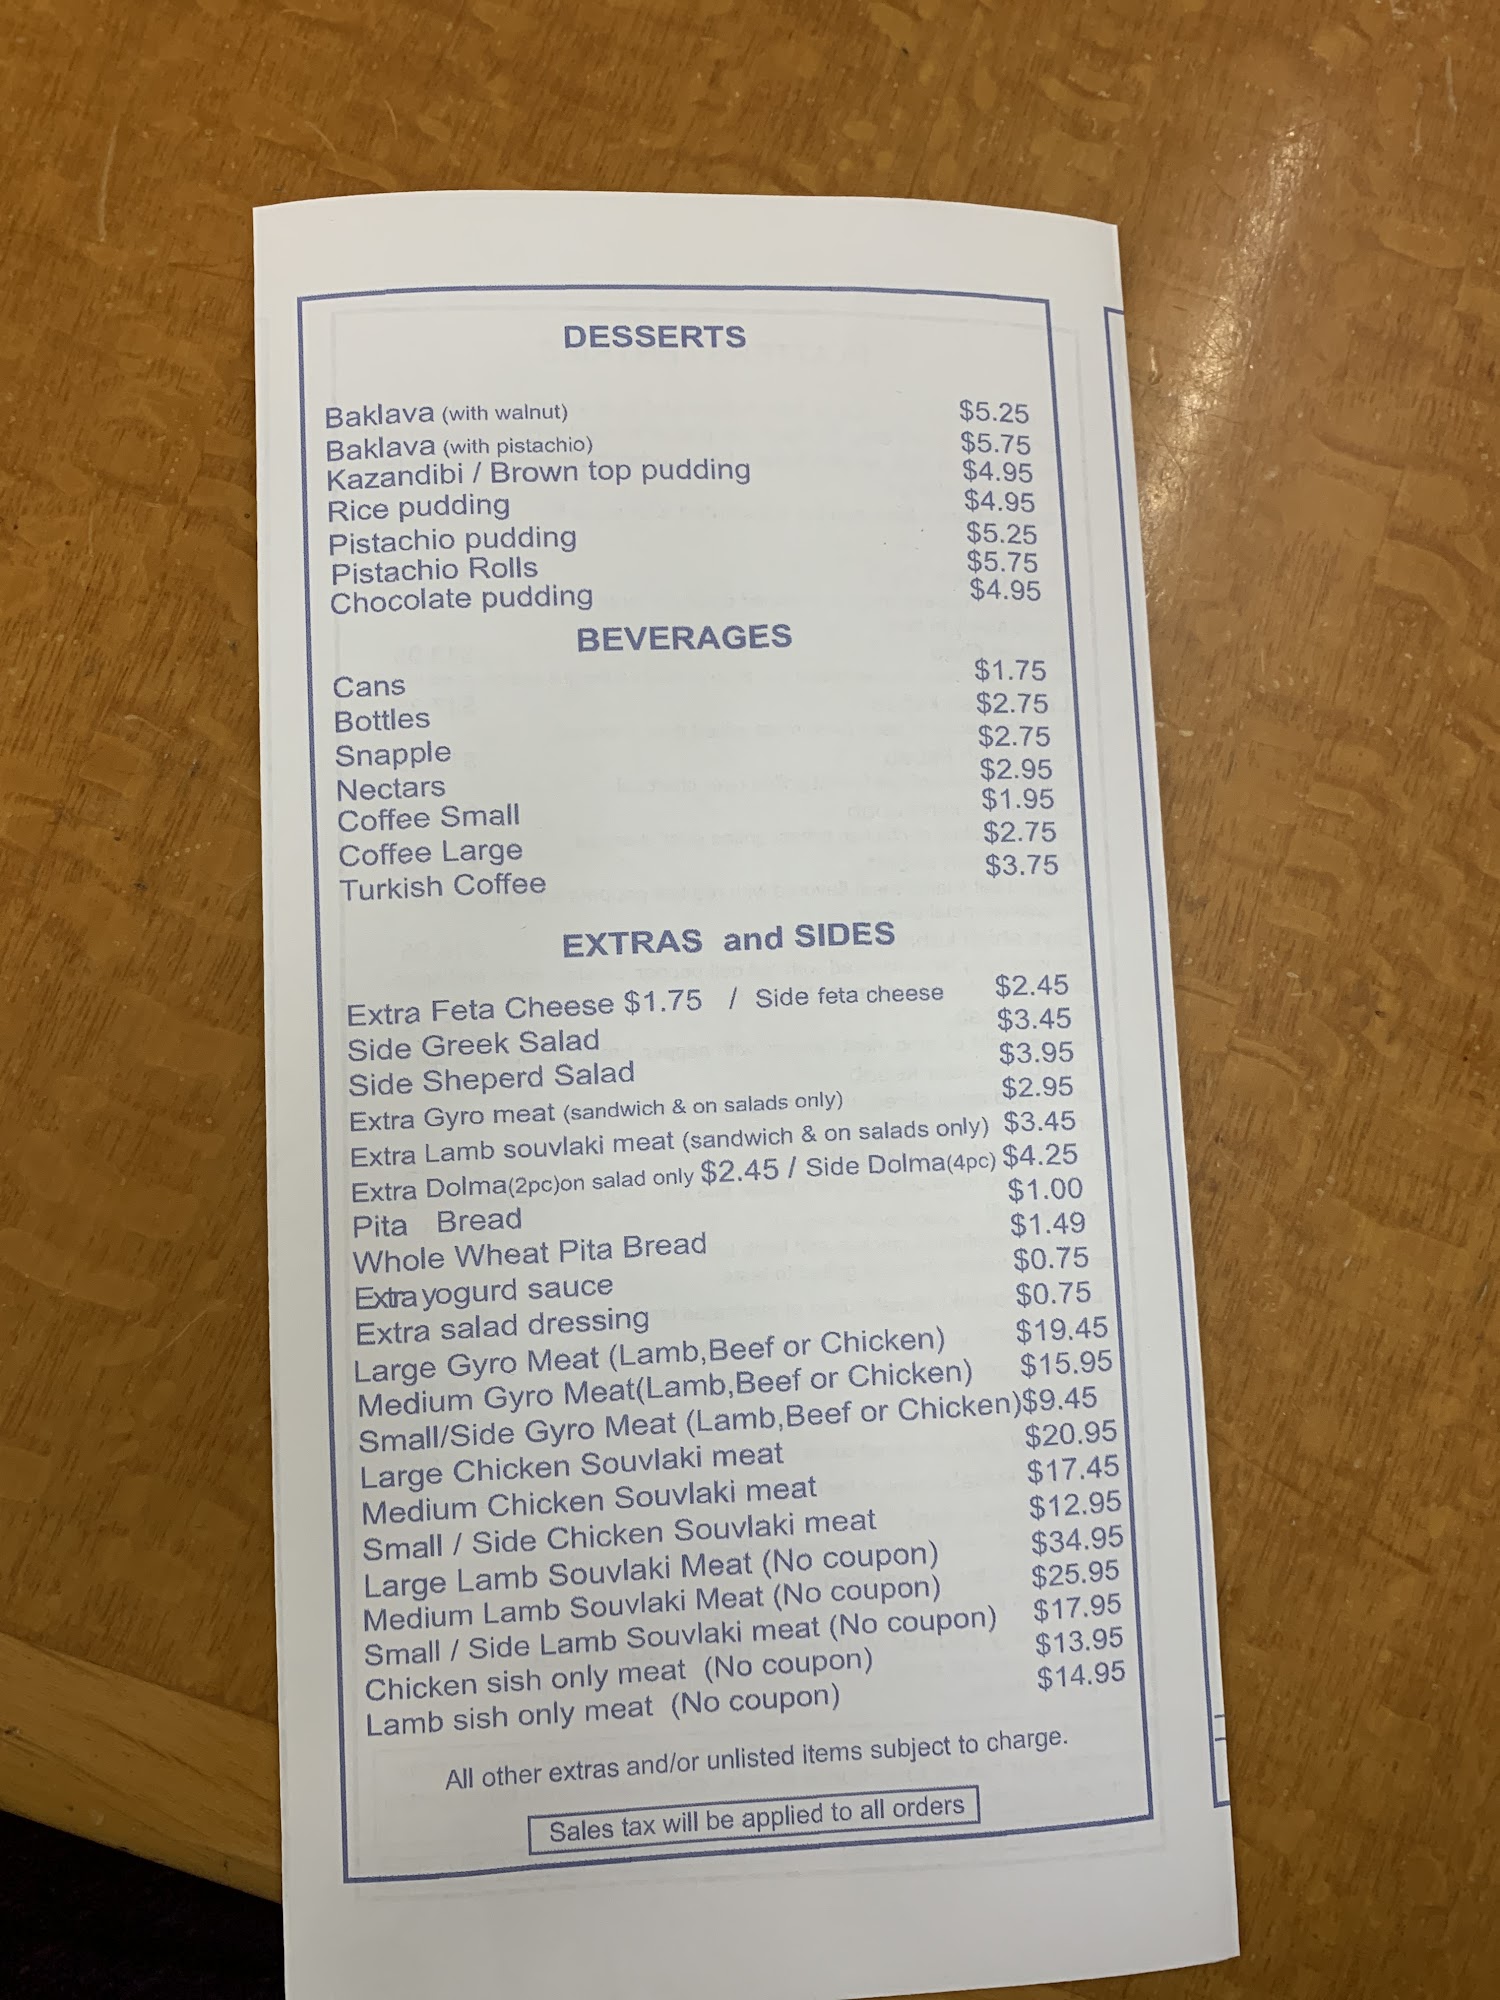 DESSERTS
Baklava (with walnut) $5.25
Baklava (with pistachio) $5.75
Kazandibi / Brown top pudding $4.95
Rice pudding $4.95
Pistachio pudding $5.25
Pistachio Rolls $5.75
Chocolate pudding $4.95
BEVERAGES
Cans $1.75
Bottles $2.75
Snapple $2.75
Nectars $2.95
Coffee Small $1.95
Coffee Large $2.75
Turkish Coffee $3.75
EXTRAS and SIDES
Extra Feta Cheese $1.75 / Side feta cheese $2.45
Side Greek Salad $3.45
Side Sheperd Salad $3.95
Extra Gyro meat (sandwich & on salads only) $2.95
Extra Lamb souvlaki meat (sandwich & on salads only) $3.45
Extra Dolma(2pc)on salad only $2.45 / Side Dolma(4pc) $4.25
Pita Bread $1.00
Whole Wheat Pita Bread $1.49
Extra yogurd sauce $0.75
Extra salad dressing $0.75
Large Gyro Meat (Lamb,Beef or Chicken) $19.45
Medium Gyro Meat(Lamb,Beef or Chicken) $15.95
Small/Side Gyro Meat (Lamb,Beef or Chicken)$9.45
Large Chicken Souvlaki meat $20.95
Medium Chicken Souvlaki meat $17.45
Small / Side Chicken Souvlaki meat $12.95
Large Lamb Souvlaki Meat (No coupon) $34.95
Medium Lamb Souvlaki Meat (No coupon) $25.95
Small / Side Lamb Souvlaki meat (No coupon) $17.95
Chicken sish only meat (No coupon) $13.95
Lamb sish only meat (No coupon) $14.95
All other extras and/or unlisted items subject to charge.
Sales tax will be applied to all orders